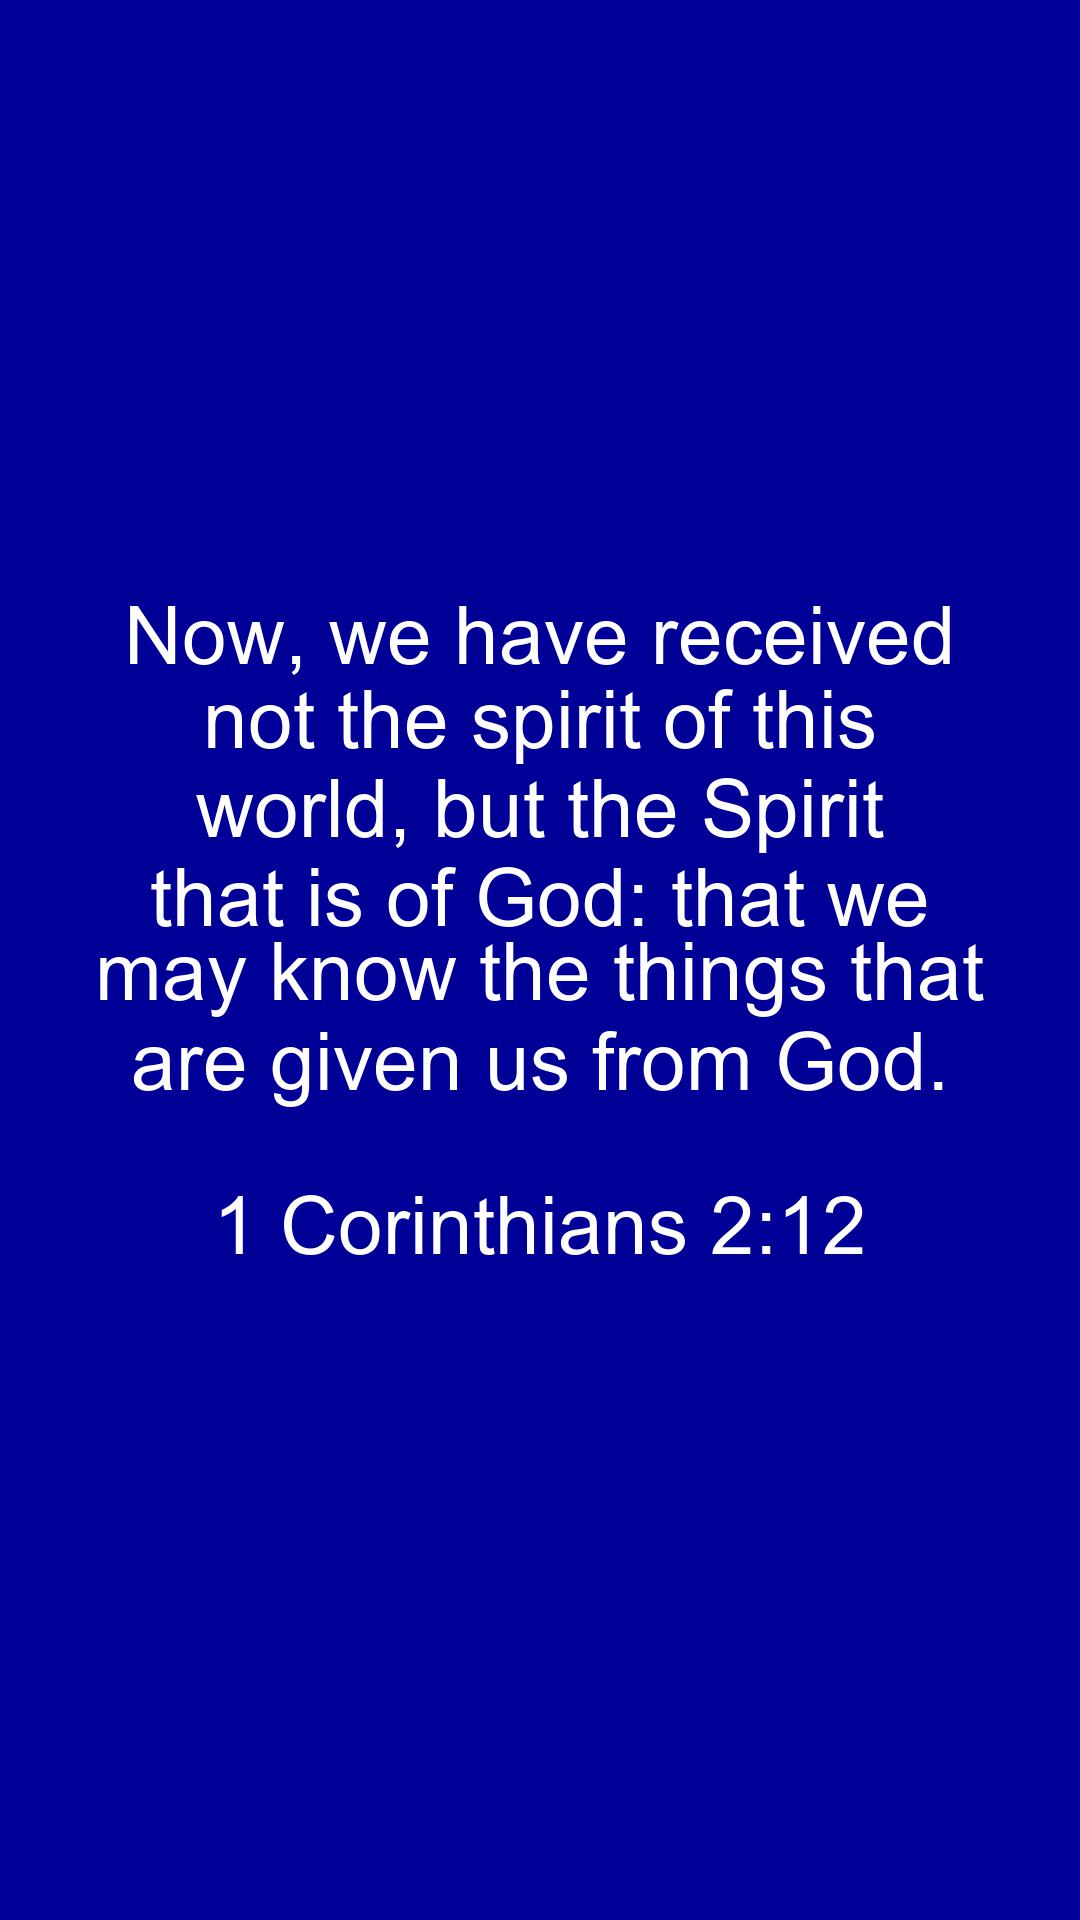 Now, we have received
not the spirit of this
world, but the Spirit
that is of God: that we
may know the things that
are given us from God.
1 Corinthians 2:12